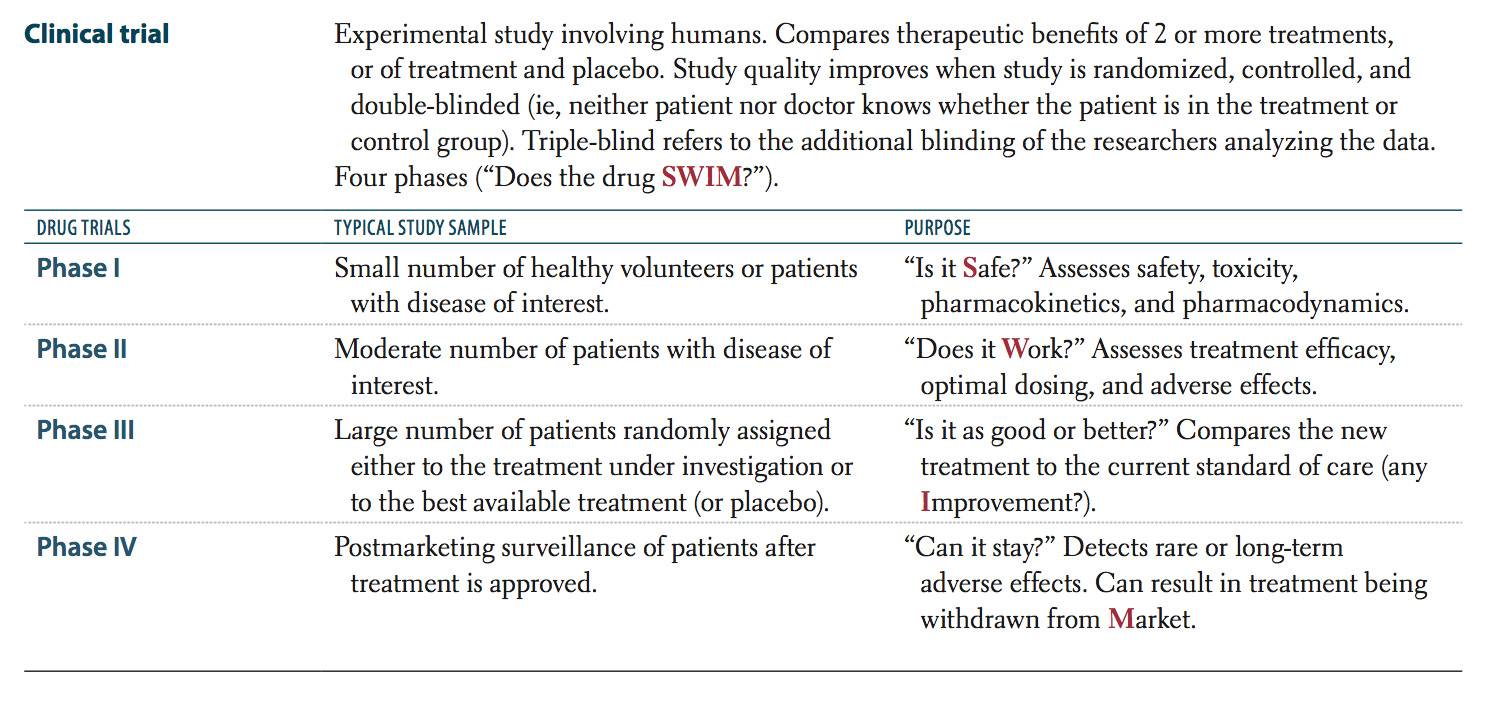 Clinical trial
Experimental study involving humans. Compares therapeutic benefits of 2 or more treatments,
or of treatment and placebo. Study quality improves when study is randomized, controlled, and
double-blinded (ie, neither patient nor doctor knows whether the patient is in the treatment or
control group). Triple-blind refers to the additional blinding of the researchers analyzing the data.
Four phases (“Does the drug SWIM?”).
DRUG TRIALS
TYPICAL STUDY SAMPLE
PURPOSE
Phase I
Small number of healthy volunteers or patients
with disease of interest.
“Is it Safe?” Assesses safety, toxicity,
pharmacokinetics, and pharmacodynamics.
Phase II
Moderate number of patients with disease of
interest.
“Does it Work?” Assesses treatment efficacy,
optimal dosing, and adverse effects.
Phase III
Large number of patients randomly assigned
either to the treatment under investigation or
to the best available treatment (or placebo).
“Is it as good or better?” Compares the new
treatment to the current standard of care (any
Improvement?).
Phase IV
Postmarketing surveillance of patients after
treatment is approved.
“Can it stay?” Detects rare or long-term
adverse effects. Can result in treatment being
withdrawn from Market.